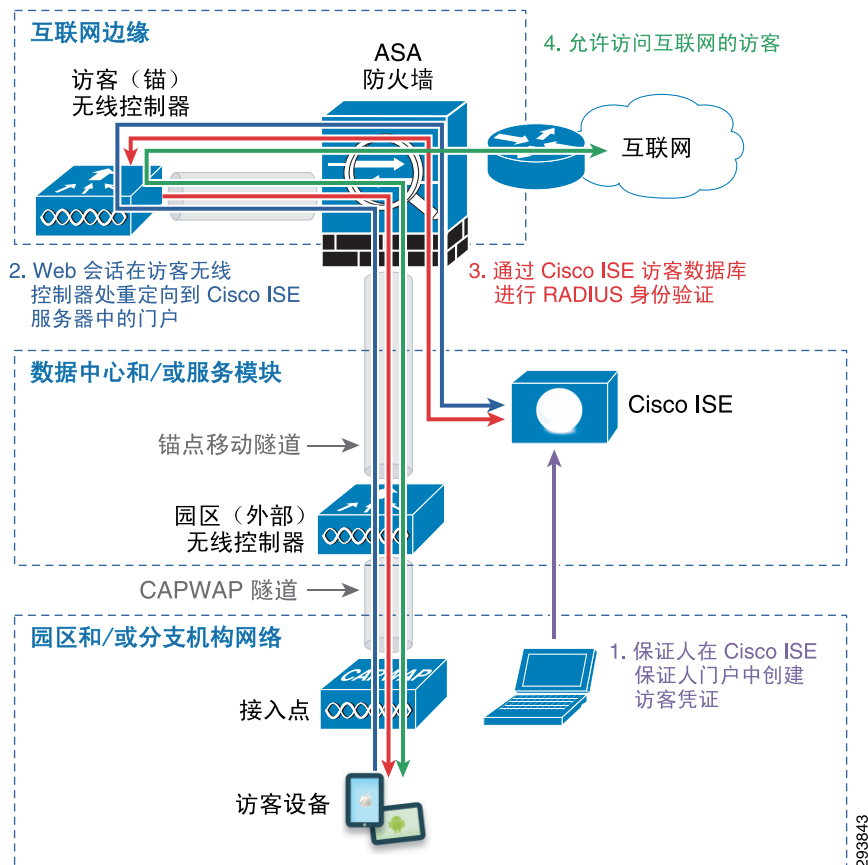 互联网边缘
4. 允许访问互联网的访客
访客（锚）
无线控制器
ASA
防火墙
互联网
2. Web 会话在访客无线
控制器处重定向到 Cisco ISE
服务器中的门户
3. 通过 Cisco ISE 访客数据库
进行 RADIUS 身份验证
数据中心和/或服务模块
Cisco ISE
锚点移动隧道
园区（外部）
无线控制器
CAPWAP 隧道
园区和/或分支机构网络
1. 保证人在 Cisco ISE
保证人门户中创建
访客凭证
CAPWAP
接入点
访客设备
293843